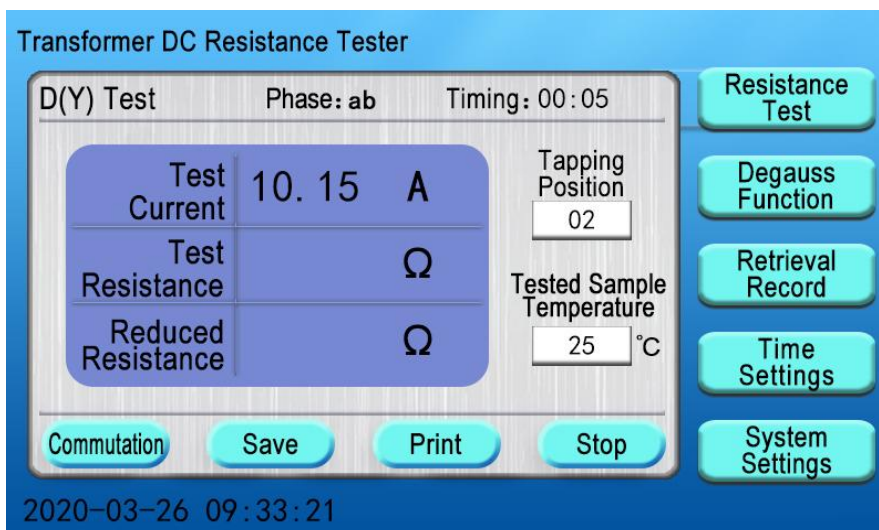 Transformer DC Resistance Tester
D(Y) Test Phase: ab Timing: 00:05
Test
Current 10.15 A
Test
Resistance Ω
Reduced
Resistance Ω
Tapping
Position
02
Tested Sample
Temperature
25 °C
Commutation Save Print Stop
Resistance
Test
Degauss
Function
Retrieval
Record
Time
Settings
System
Settings
2020-03-26 09:33:21